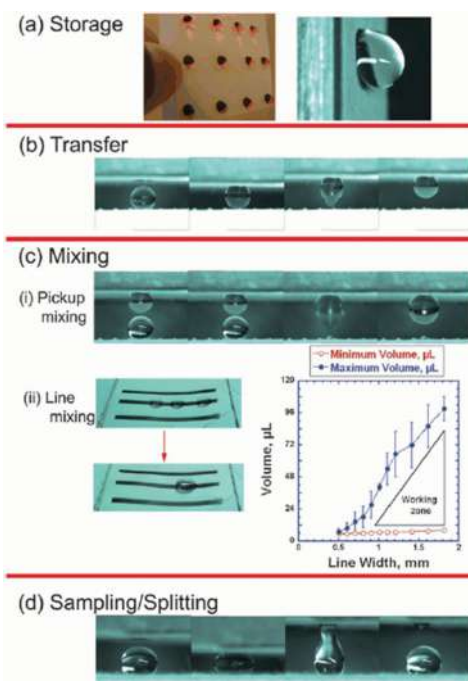 (a) Storage
(b) Transfer
(c) Mixing
(i) Pickup
mixing
(ii) Line
mixing
Minimum Volume, µL
Maximum Volume, µL
120
96
72
48
24
0
Volume, µL
Working
zone
0 0.5 1 1.5 2
Line Width, mm
(d) Sampling/Splitting